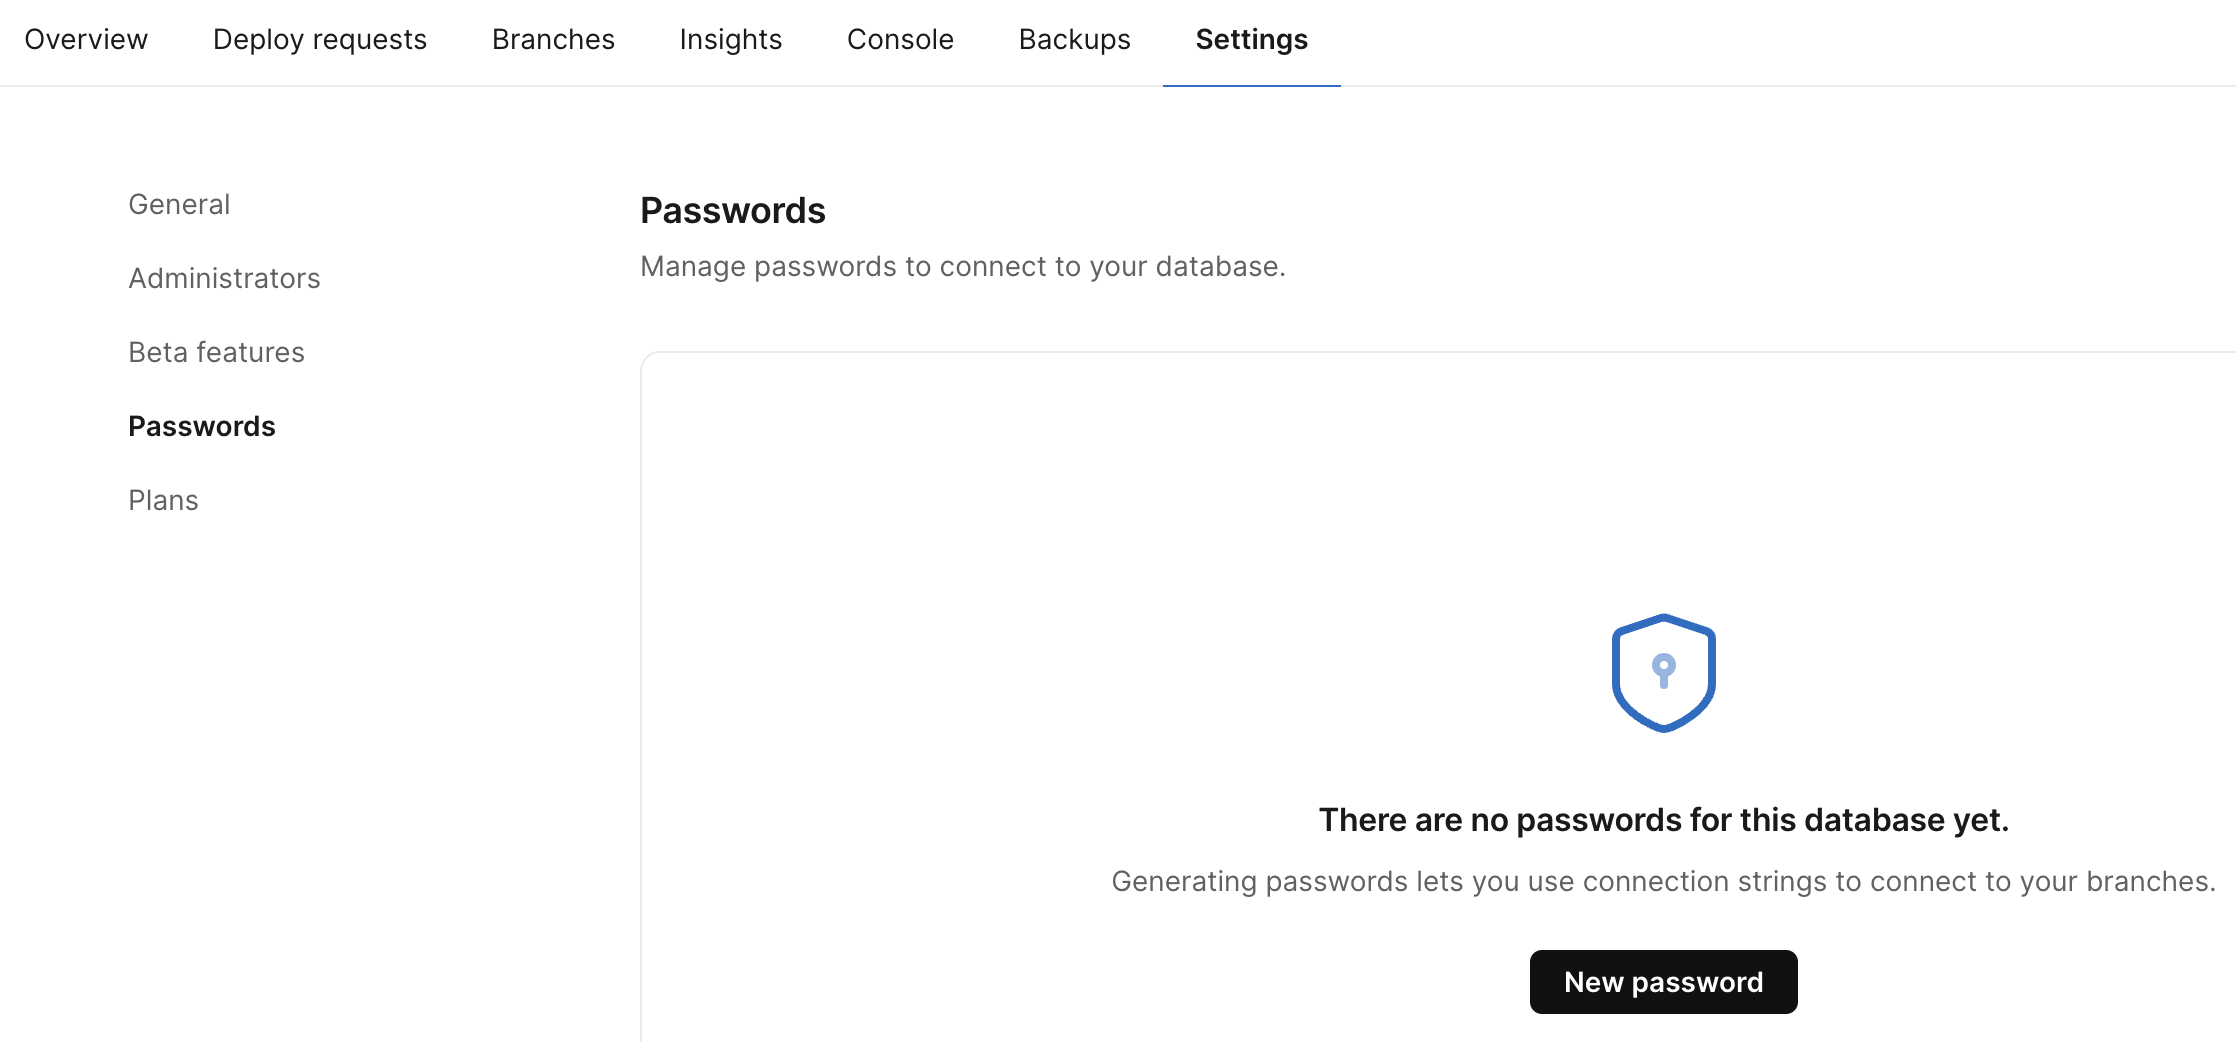 Overview Deploy requests Branches Insights Console Backups Settings
General
Administrators
Beta features
Passwords
Plans
Passwords
Manage passwords to connect to your database.
There are no passwords for this database yet.
Generating passwords lets you use connection strings to connect to your branches.
New password